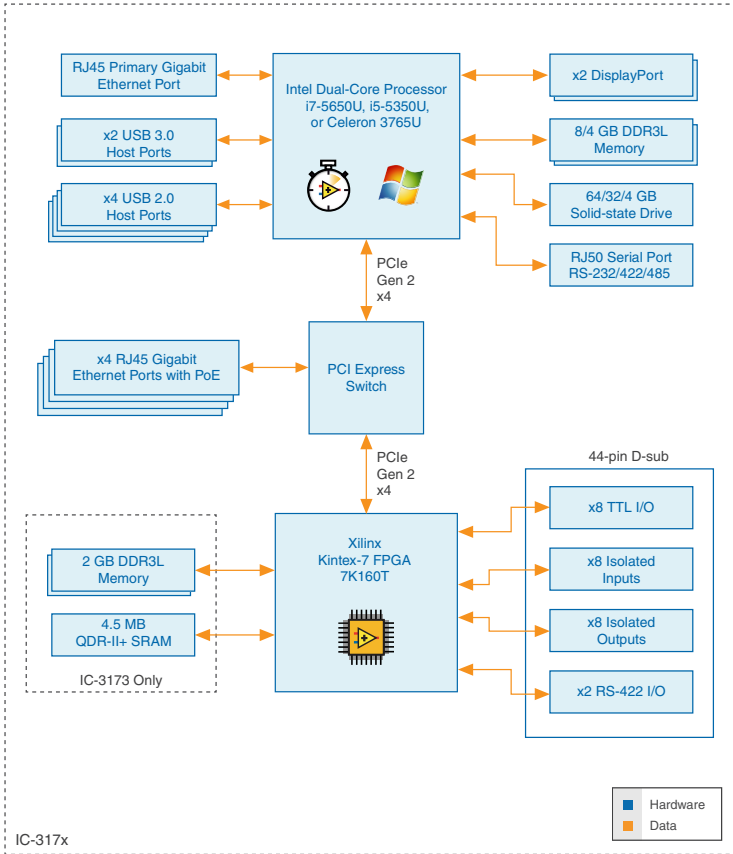 RJ45 Primary Gigabit
Ethernet Port
x2 USB 3.0
Host Ports
x4 USB 2.0
Host Ports
Intel Dual-Core Processor
i7-5650U, i5-5350U,
or Celeron 3765U
x2 DisplayPort
8/4 GB DDR3L
Memory
64/32/4 GB
Solid-state Drive
RJ50 Serial Port
RS-232/422/485
PCIe
Gen 2
x4
x4 RJ45 Gigabit
Ethernet Ports with PoE
PCI Express
Switch
PCIe
Gen 2
x4
44-pin D-sub
2 GB DDR3L
Memory
4.5 MB
QDR-II+ SRAM
IC-3173 Only
Xilinx
Kintex-7 FPGA
7K160T
x8 TTL I/O
x8 Isolated
Inputs
x8 Isolated
Outputs
x2 RS-422 I/O
Hardware
Data
IC-317x